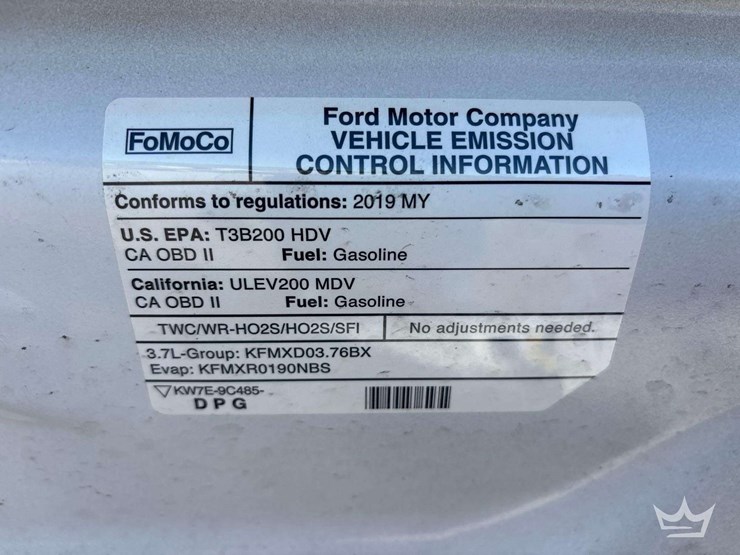 FoMoCo
Ford Motor Company
VEHICLE EMISSION
CONTROL INFORMATION
Conforms to regulations: 2019 MY
U.S. EPA: T3B200 HDV
CA OBD II Fuel: Gasoline
California: ULEV200 MDV
CA OBD II Fuel: Gasoline
TWC/WR-HO2S/HO2S/SFI No adjustments needed.
3.7L-Group: KFMXD03.76BX
Evap: KFMXR0190NBS
KW7E-9C485-
DPG